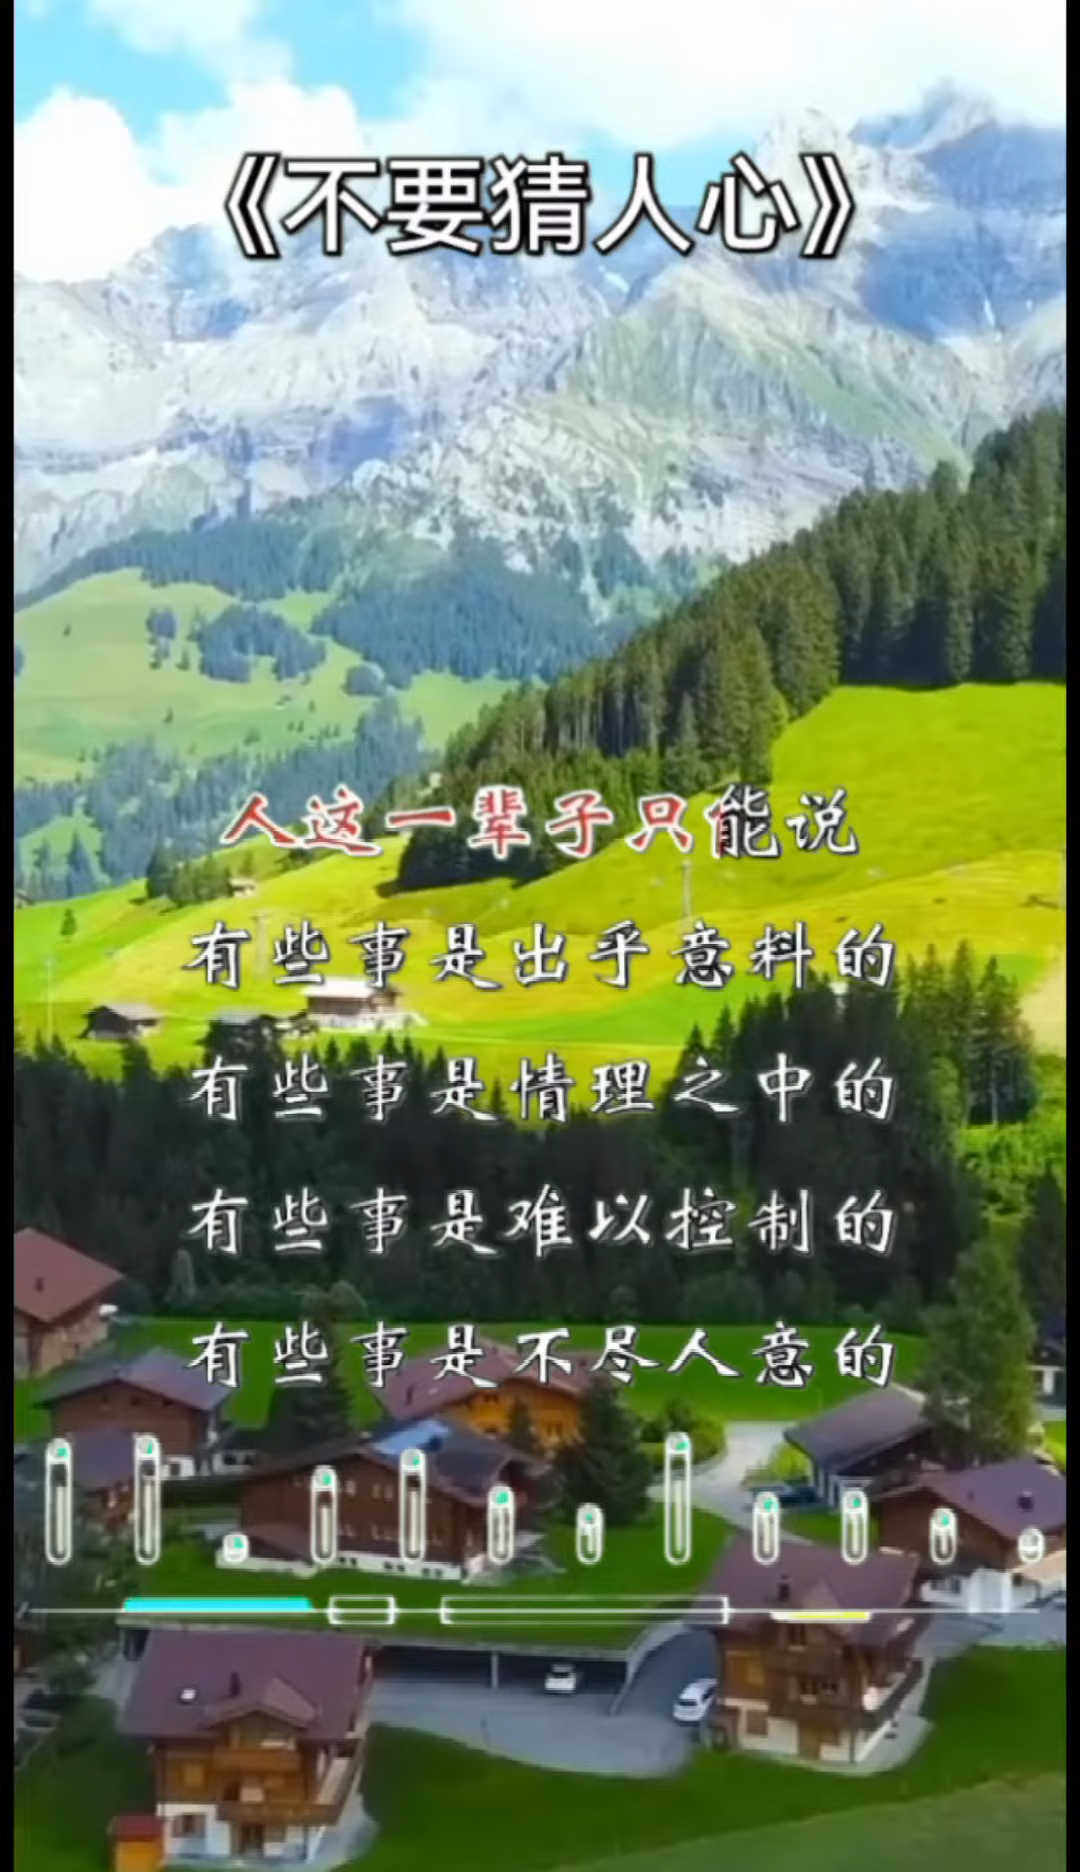 《不要猜人心》
人这一辈子只能说
有些事是出乎意料的
有些事是情理之中的
有些事是难以控制的
有些事是不尽人意的